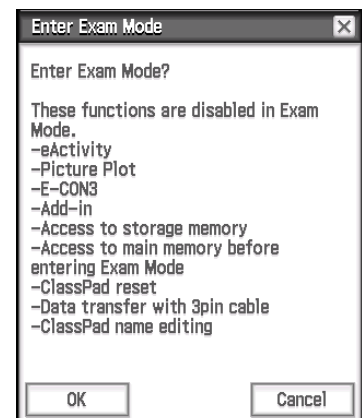 Enter Exam Mode
Enter Exam Mode?
These functions are disabled in Exam
Mode.
-eActivity
-Picture Plot
-E-CON3
-Add-in
-Access to storage memory
-Access to main memory before
entering Exam Mode
-ClassPad reset
-Data transfer with 3pin cable
-ClassPad name editing
OK
Cancel